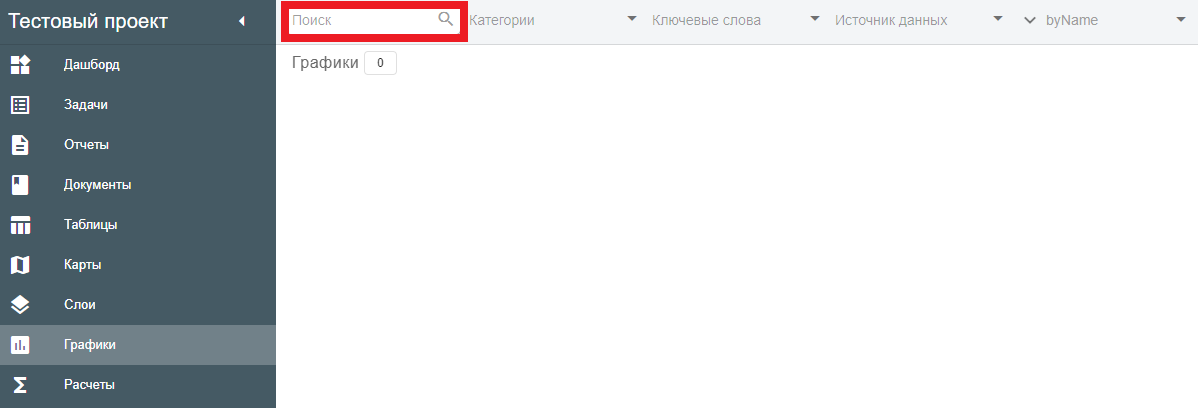 Тестовый проект
Поиск
Категории
Ключевые слова
Источник данных
byName
Графики 0
Дашборд
Задачи
Отчеты
Документы
Таблицы
Карты
Слои
Графики
Расчеты